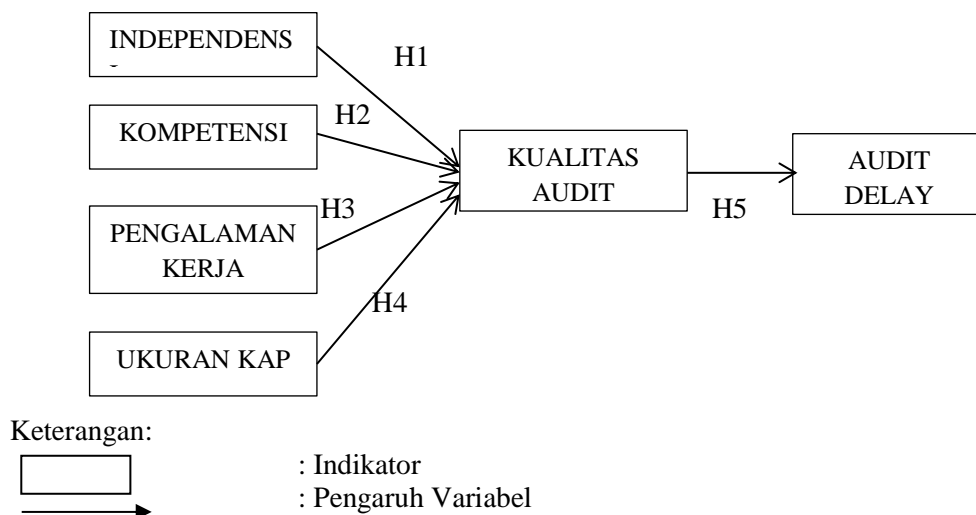 INDEPENDENS
H1
H2
KOMPETENSI
KUALITAS
AUDIT
AUDIT
DELAY
H5
H3
PENGALAMAN
KERJA
H4
UKURAN KAP
Keterangan:
: Indikator
: Pengaruh Variabel